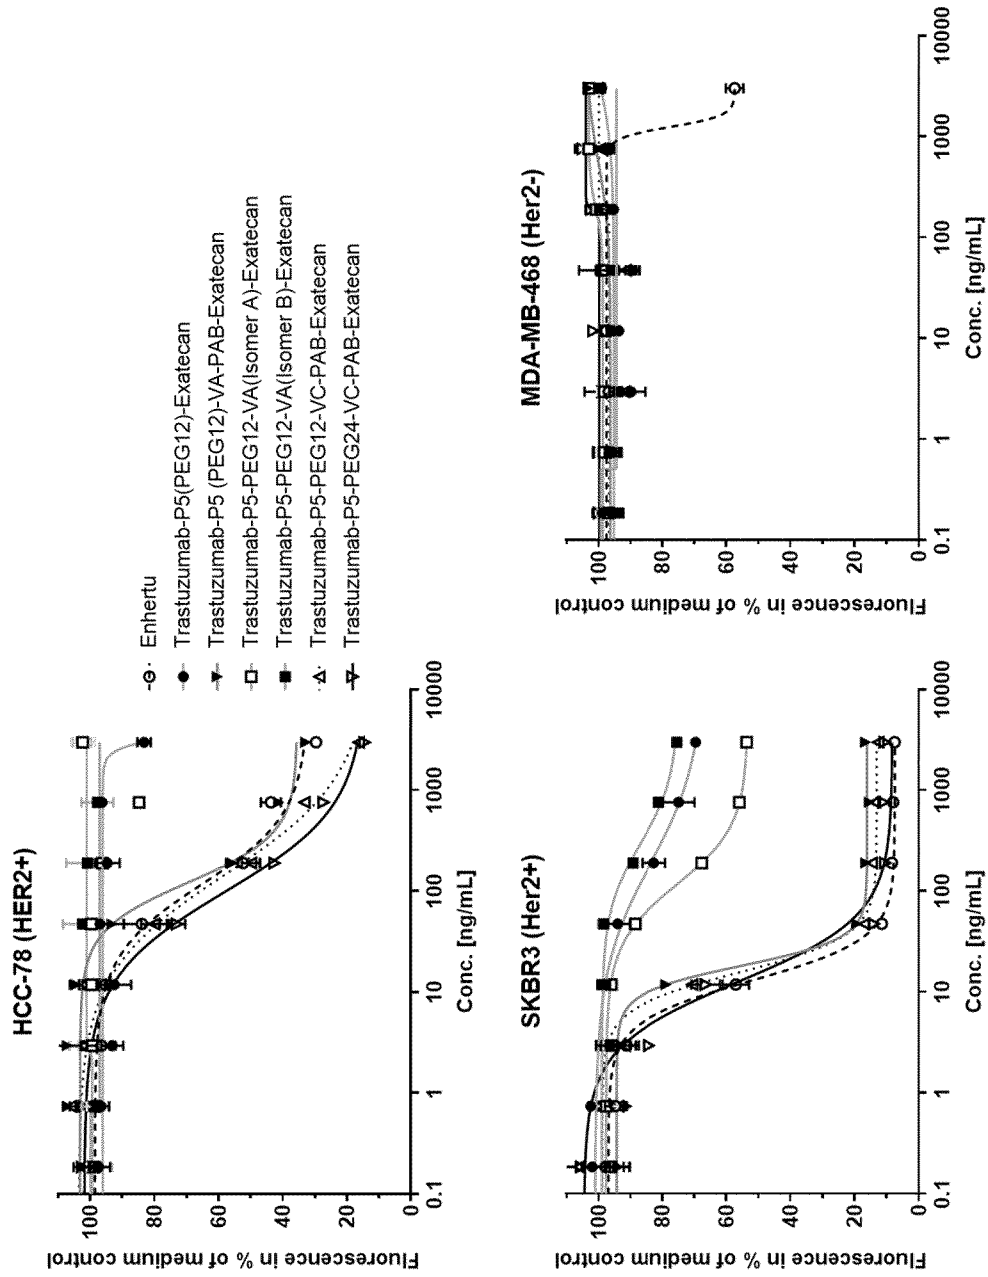 HCC-78 (HER2+)
Fluorescence in % of medium control
100
80
60
40
20
0
0.1
1
10
100
1000
10000
Conc. [ng/mL]
Enhertu
Trastuzumab-P5(PEG12)-Exatecan
Trastuzumab-P5 (PEG12)-VA-PAB-Exatecan
Trastuzumab-P5-PEG12-VA(Isomer A)-Exatecan
Trastuzumab-P5-PEG12-VA(Isomer B)-Exatecan
Trastuzumab-P5-PEG12-VC-PAB-Exatecan
Trastuzumab-P5-PEG24-VC-PAB-Exatecan
SKBR3 (Her2+)
Fluorescence in % of medium control
100
80
60
40
20
0
0.1
1
10
100
1000
10000
Conc. [ng/mL]
MDA-MB-468 (Her2-)
Fluorescence in % of medium control
100
80
60
40
20
0
0.1
1
10
100
1000
10000
Conc. [ng/mL]